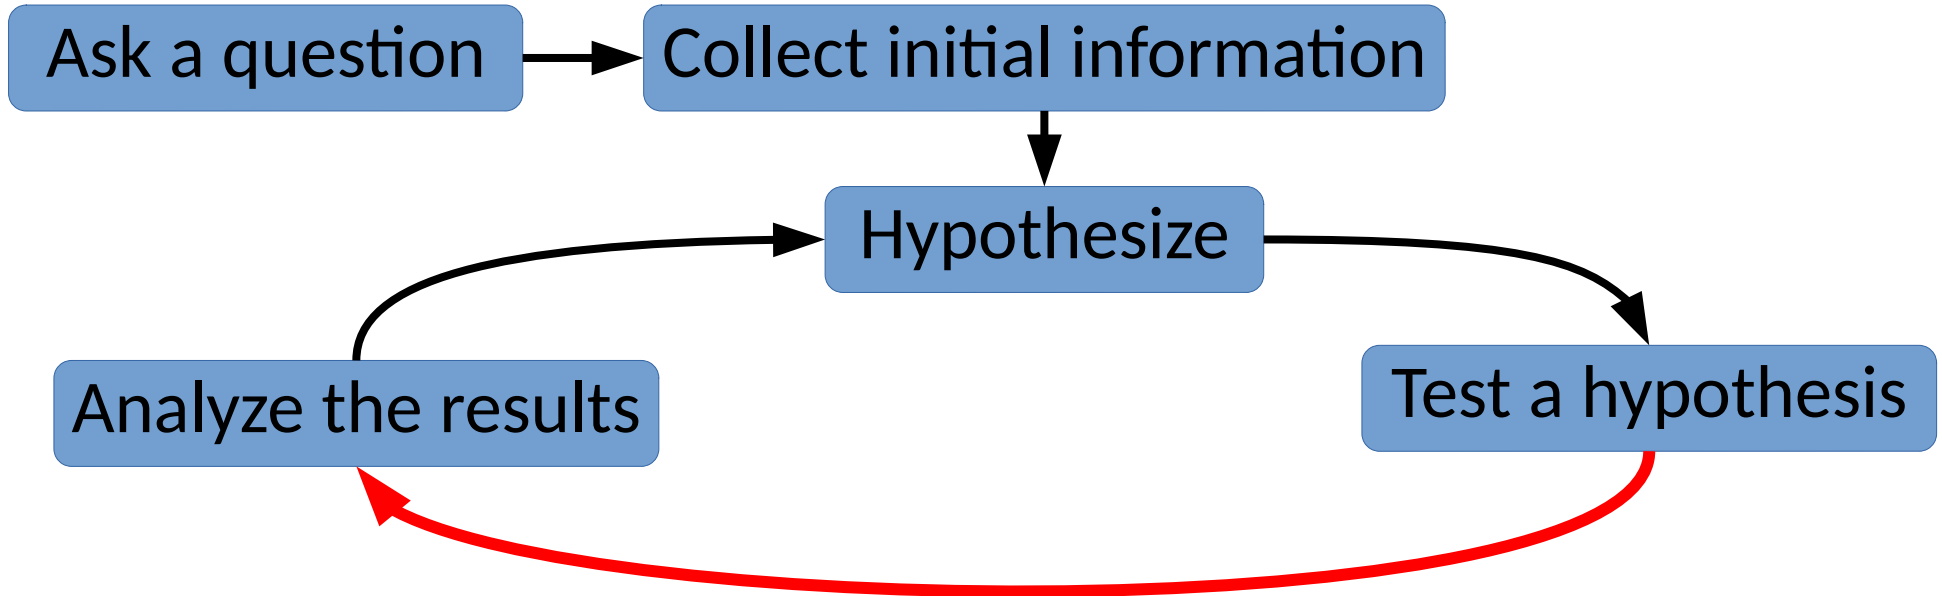 Ask a question
Collect initial information
Hypothesize
Analyze the results
Test a hypothesis